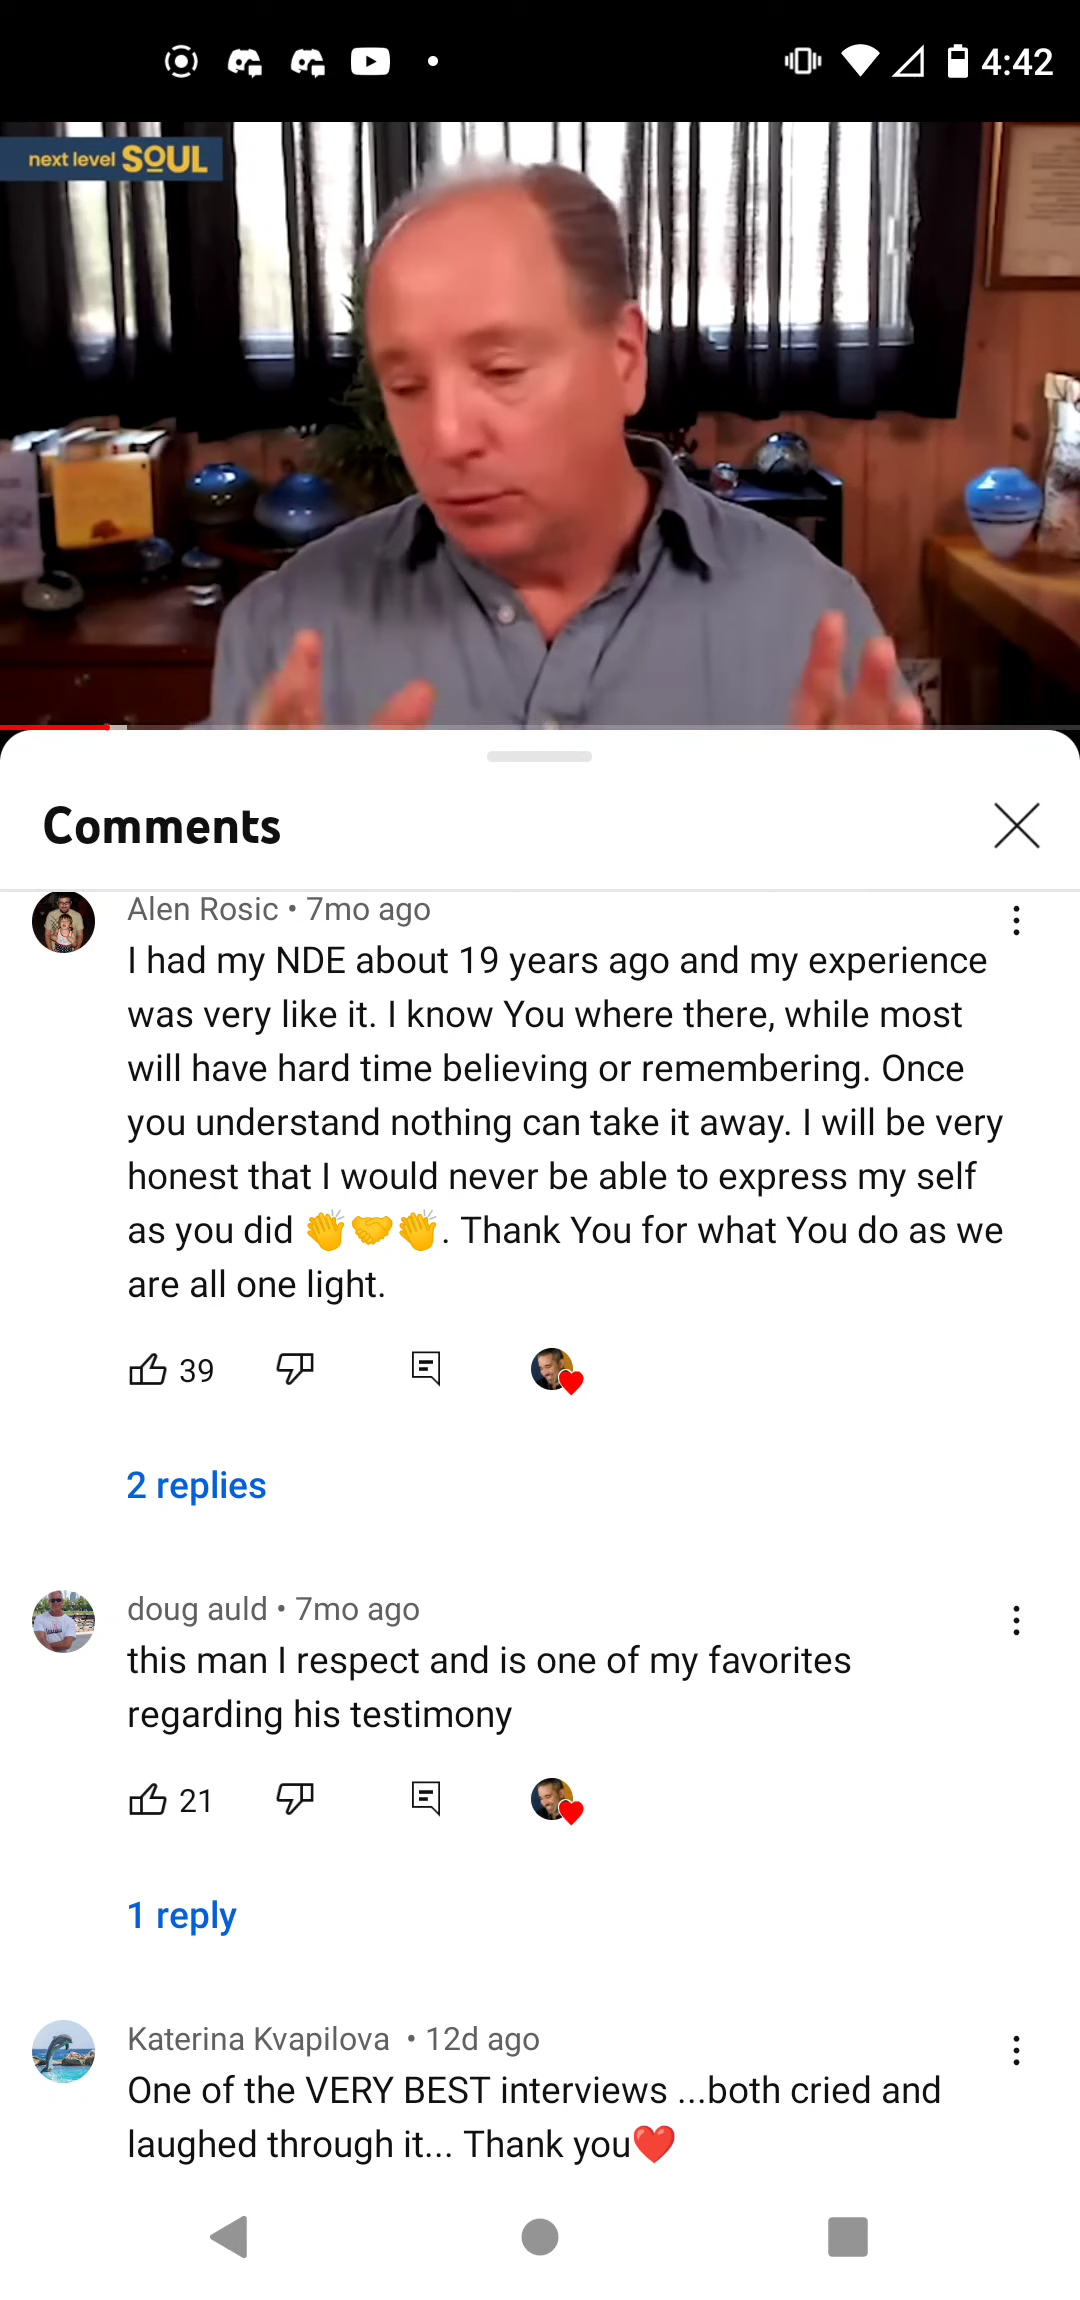 4:42
next level SOUL
Comments
Alen Rosic • 7mo ago
I had my NDE about 19 years ago and my experience
was very like it. I know You where there, while most
will have hard time believing or remembering. Once
you understand nothing can take it away. I will be very
honest that I would never be able to express my self
as you did 👏🤝👏. Thank You for what You do as we
are all one light.
39
2 replies
doug auld • 7mo ago
this man I respect and is one of my favorites
regarding his testimony
21
1 reply
Katerina Kvapilova • 12d ago
One of the VERY BEST interviews ...both cried and
laughed through it... Thank you❤️